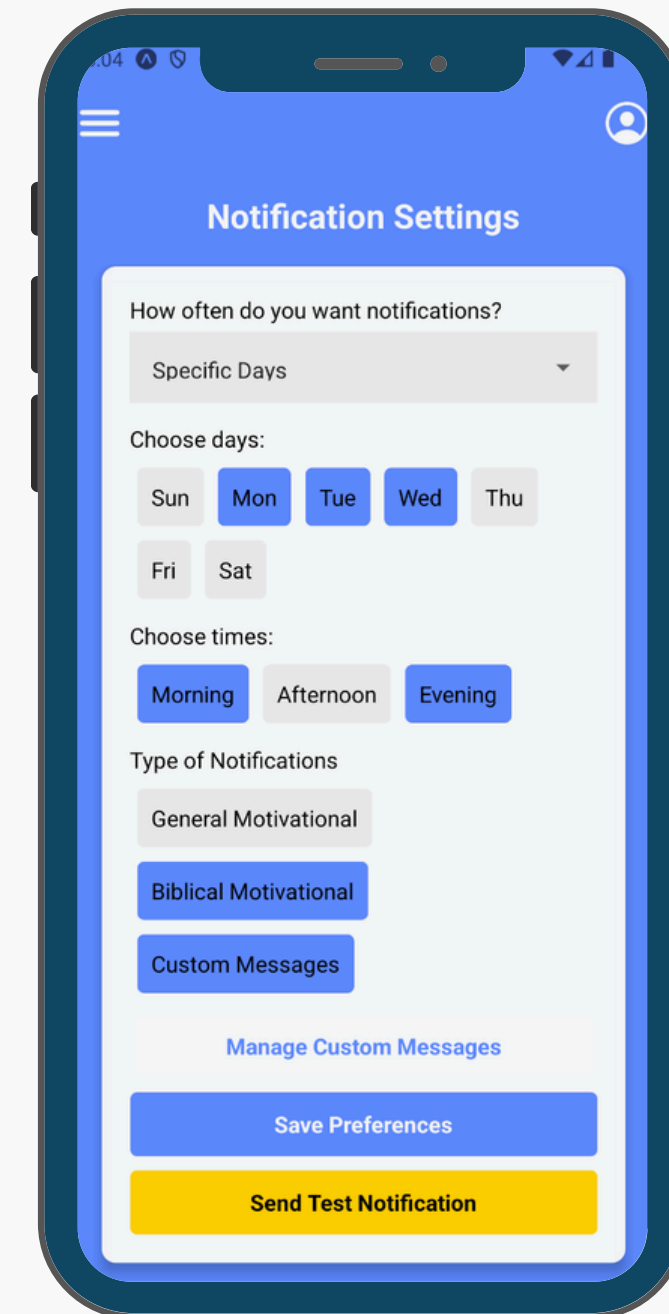 :04
Notification Settings
How often do you want notifications?
Specific Days
Choose days:
Sun Mon Tue Wed Thu
Fri Sat
Choose times:
Morning Afternoon Evening
Type of Notifications
General Motivational
Biblical Motivational
Custom Messages
Manage Custom Messages
Save Preferences
Send Test Notification